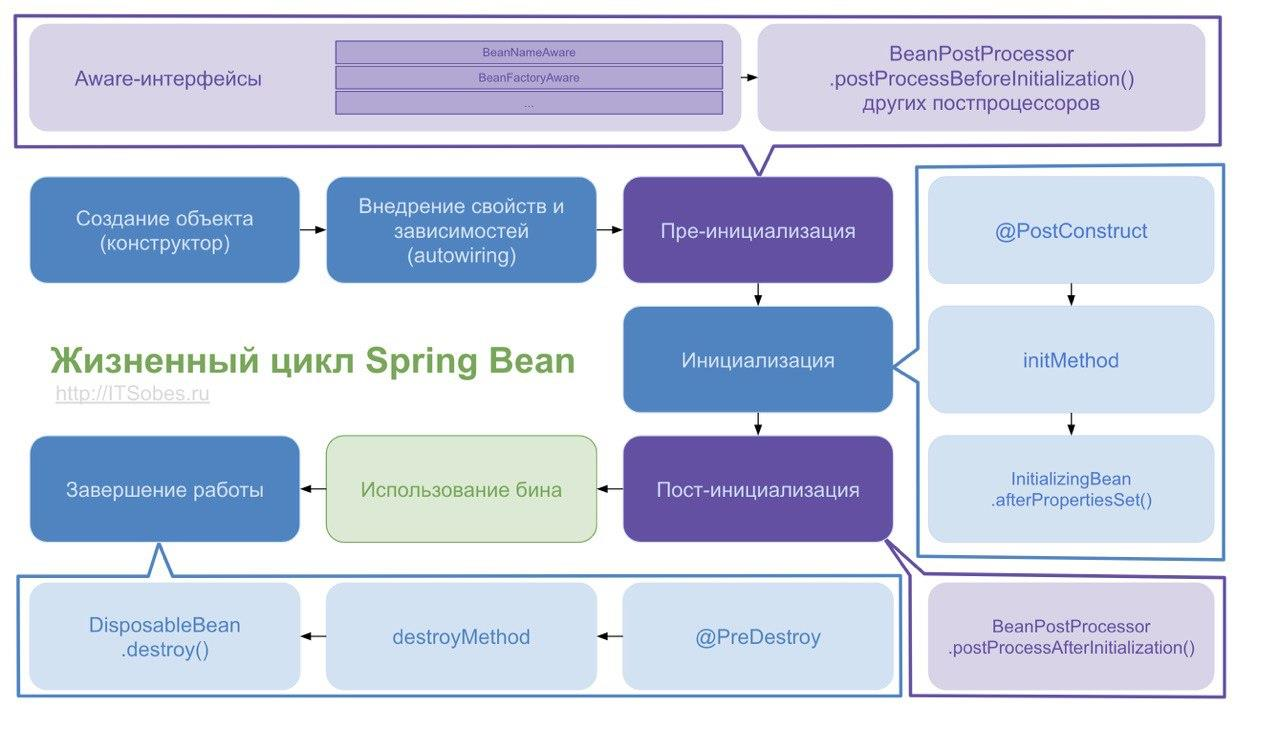 Aware-интерфейсы
BeanNameAware
BeanFactoryAware
...
BeanPostProcessor
.postProcessBeforeInitialization()
других постпроцессоров
Создание объекта
(конструктор)
Внедрение свойств и
зависимостей
(autowiring)
Пре-инициализация
@PostConstruct
Инициализация
initMethod
Жизненный цикл Spring Bean
http://ITSobes.ru
Завершение работы
Использование бина
Пост-инициализация
InitializingBean
.afterPropertiesSet()
DisposableBean
.destroy()
destroyMethod
@PreDestroy
BeanPostProcessor
.postProcessAfterInitialization()